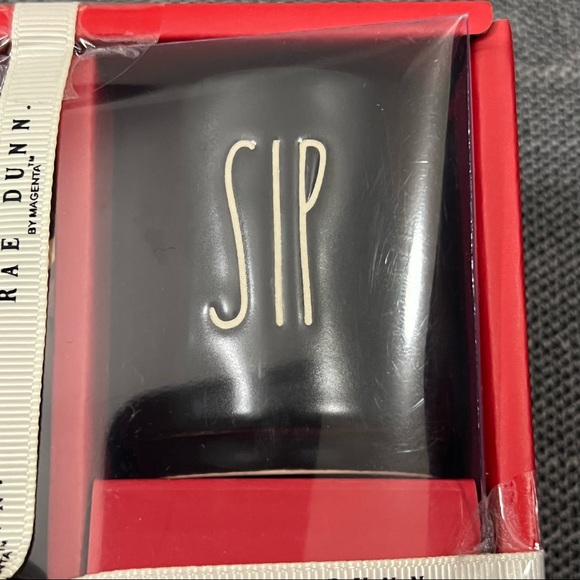 RAE DUNN.
BY MAGENTA™
SIP